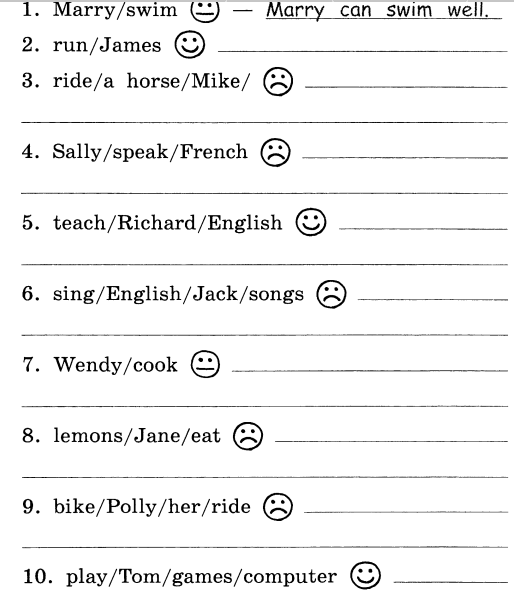 1. Marry/swim — Marry can swim well.
2. run/James
3. ride/a horse/Mike/
4. Sally/speak/French
5. teach/Richard/English
6. sing/English/Jack/songs
7. Wendy/cook
8. lemons/Jane/eat
9. bike/Polly/her/ride
10. play/Tom/games/computer